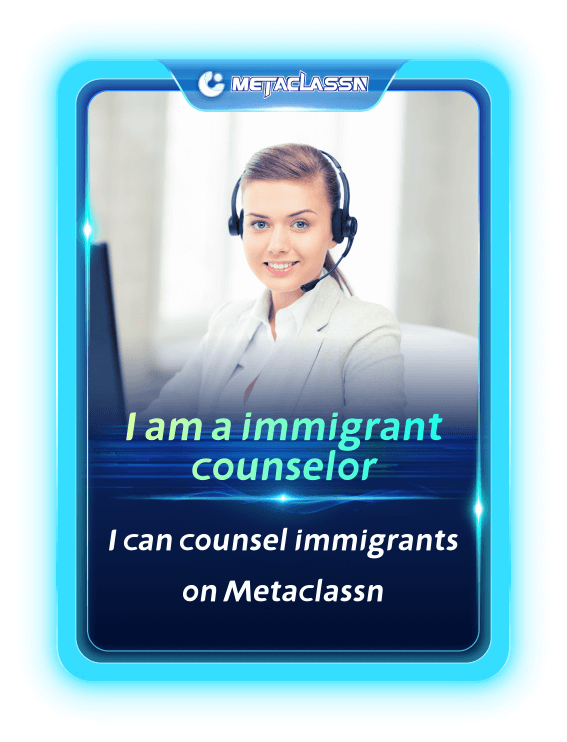 METACLASSN
I am a immigrant
counselor
I can counsel immigrants
on Metaclassn